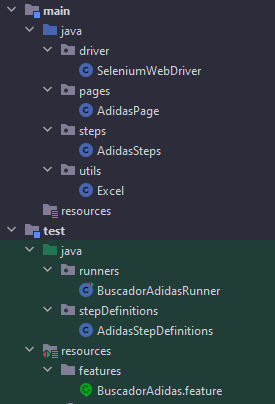 main
java
driver
SeleniumWebDriver
pages
AdidasPage
steps
AdidasSteps
utils
Excel
resources
test
java
runners
BuscadorAdidasRunner
stepDefinitions
AdidasStepDefinitions
resources
features
BuscadorAdidas.feature